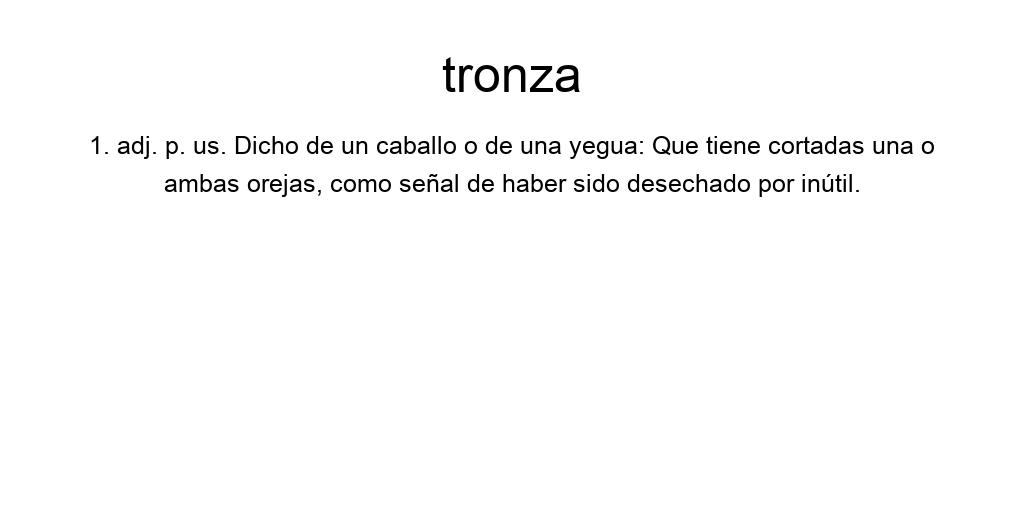 tronza
1. adj. p. us. Dicho de un caballo o de una yegua: Que tiene cortadas una o
ambas orejas, como señal de haber sido desechado por inútil.